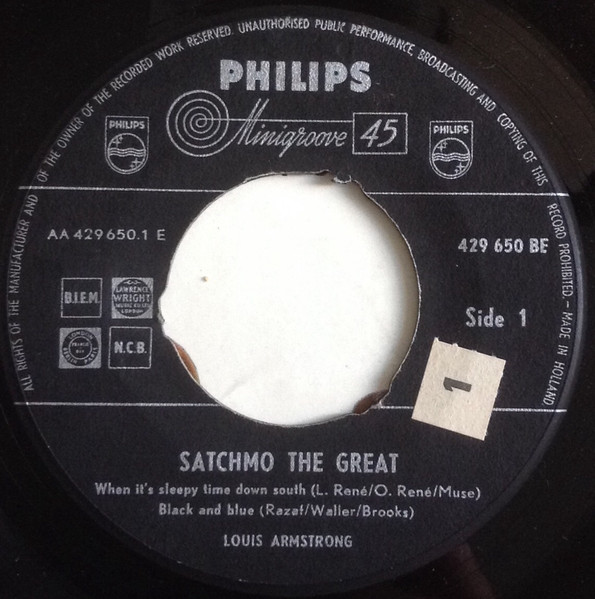 ALL RIGHTS OF THE MANUFACTURER AND OF THE OWNER OF THE RECORDED WORK RESERVED. UNAUTHORISED PUBLIC PERFORMANCE, BROADCASTING AND COPYING OF THIS RECORD PROHIBITED. - MADE IN HOLLAND.
PHILIPS
Minigroove 45
PHILIPS
PHILIPS
AA 429650.1 E
429 650 BE
B.I.E.M.
LAWRENCE
WRIGHT
LONDON
N.C.B.
Side 1
1
SATCHMO THE GREAT
When it's sleepy time down south (L. René/O. René/Muse)
Black and blue (Razaf/Waller/Brooks)
LOUIS ARMSTRONG